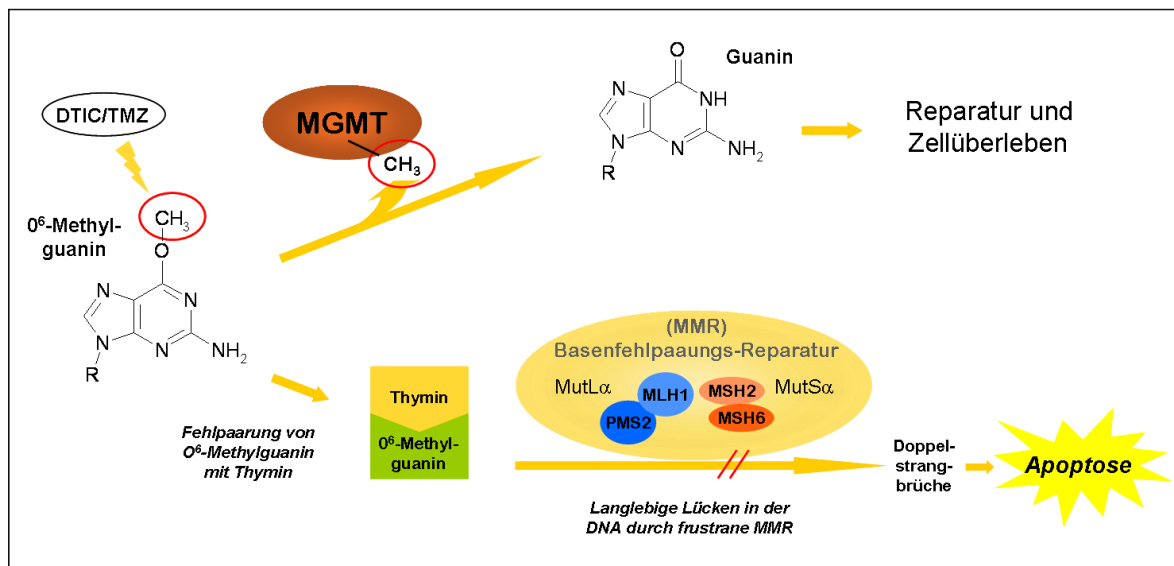 DTIC/TMZ
MGMT
CH₃
O
N
NH
N
N
NH₂
R
Guanin
Reparatur und
Zellüberleben
0⁶-Methyl-
guanin
CH₃
O
N
N
N
N
NH₂
R
Fehlpaarung von
O⁶-Methylguanin
mit Thymin
Thymin
0⁶-Methyl-
guanin
(MMR)
Basenfehlpaaungs-Reparatur
MutLα
MLH1
PMS2
MSH2
MSH6
MutSα
Langlebige Lücken in der
DNA durch frustrane MMR
Doppel-
strang-
brüche
Apoptose